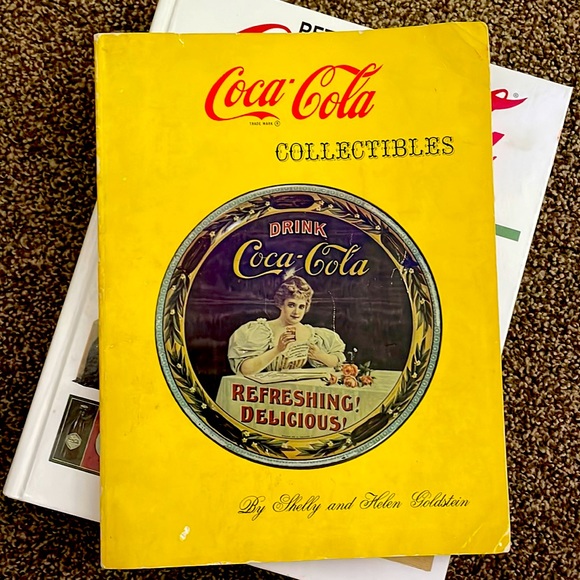 Coca-Cola
TRADE MARK ®
COLLECTIBLES
DRINK
Coca-Cola
REFRESHING!
DELICIOUS!
By Shelly and Helen Goldstein